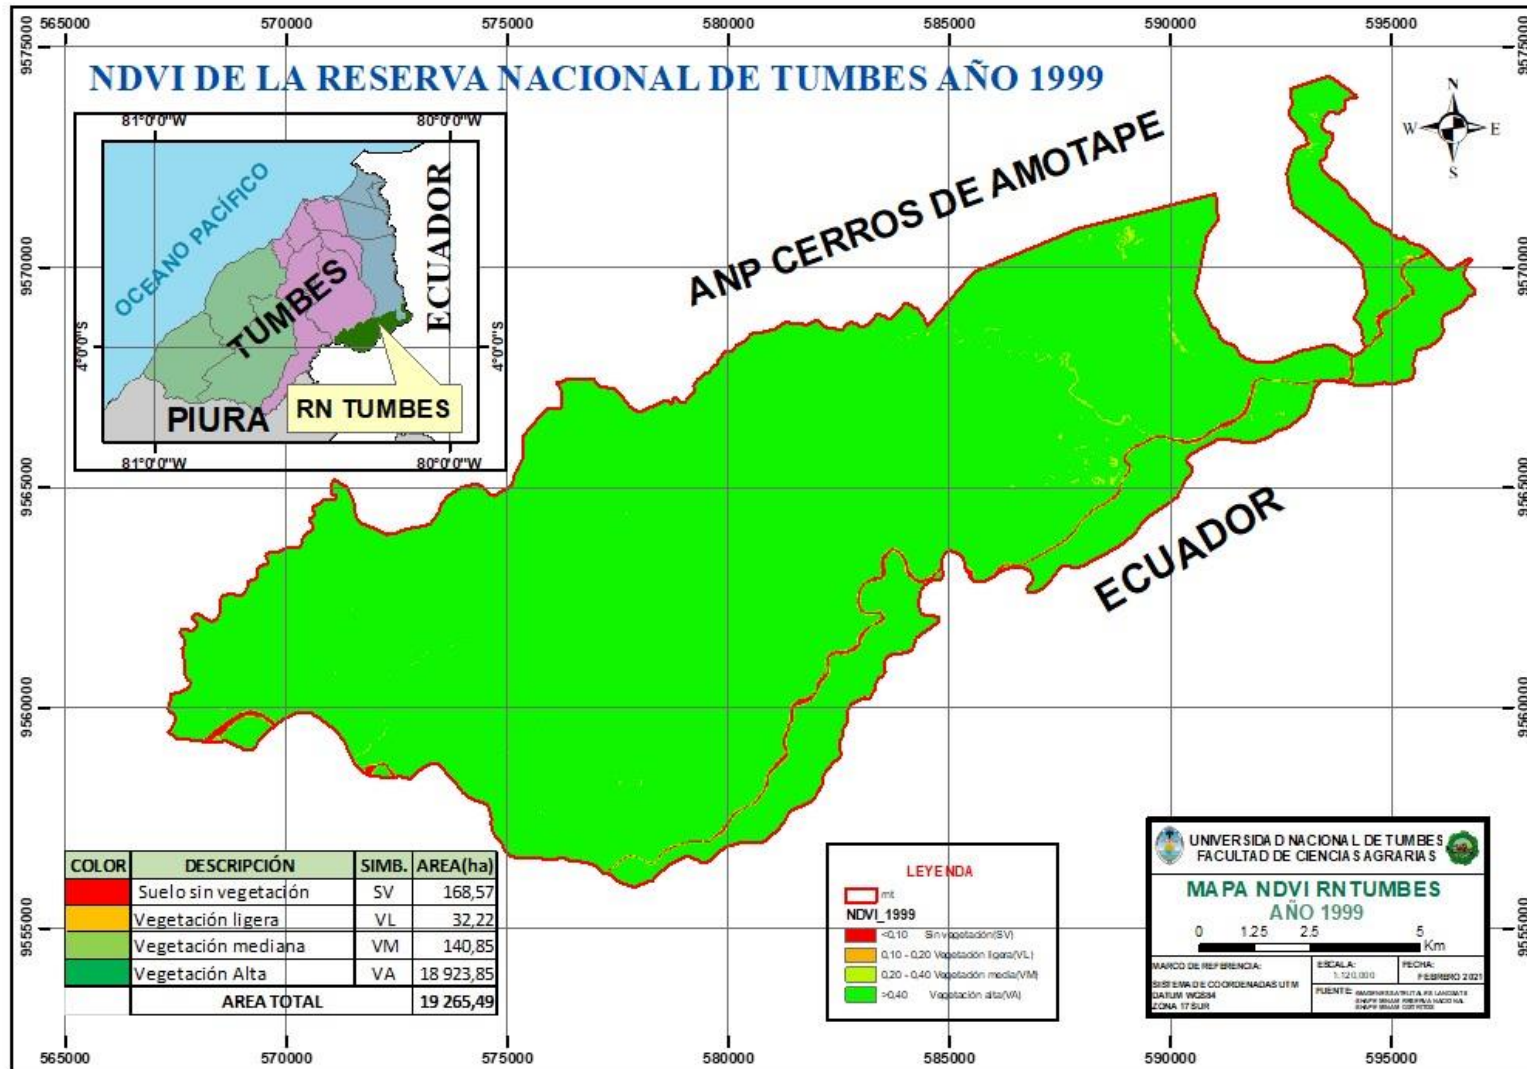 565000 570000 575000 580000 585000 590000 595000
9575000 9575000
NDVI DE LA RESERVA NACIONAL DE TUMBES AÑO 1999
N
W E
S
81°0'0"W 80°0'0"W
OCEANO PACÍFICO
ECUADOR
TUMBES
4°0'0"S 4°0'0"S
PIURA
RN TUMBES
81°0'0"W 80°0'0"W
ANP CERROS DE AMOTAPE
9570000 9570000
9565000 9565000
ECUADOR
9560000 9560000
COLOR DESCRIPCIÓN SIMB. AREA(ha)
Suelo sin vegetación SV 168,57
Vegetación ligera VL 32,22
Vegetación mediana VM 140,85
Vegetación Alta VA 18 923,85
AREA TOTAL 19 265,49
LEYENDA
mt
NDVI_1999
<0,10 Sin vegetación(SV)
0,10 - 0,20 Vegetación ligera(VL)
0,20 - 0,40 Vegetación media(VM)
>0,40 Vegetación alta(VA)
UNIVERSIDAD NACIONAL DE TUMBES
FACULTAD DE CIENCIAS AGRARIAS
MAPA NDVI RN TUMBES
AÑO 1999
0 1.25 2.5 5
Km
MARCO DE REFERENCIA:
SISTEMA DE COORDENADAS UTM
DATUM WGS84
ZONA 17 SUR
ESCALA:
1:120,000
FECHA:
FEBRERO 2021
FUENTE:
9555000 9555000
565000 570000 575000 580000 585000 590000 595000